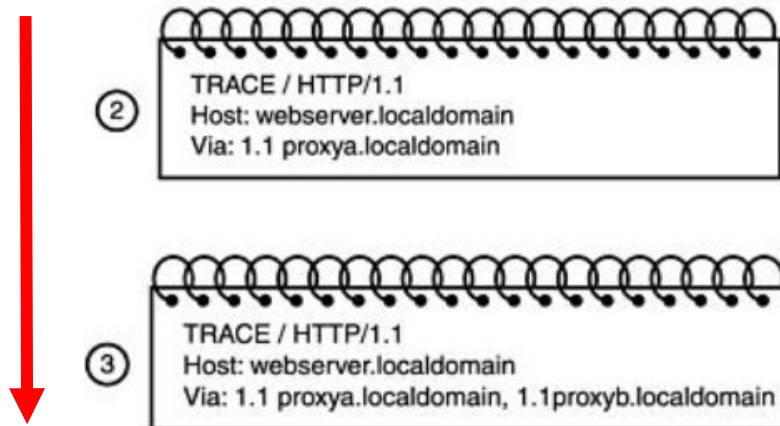 2
TRACE / HTTP/1.1
Host: webserver.localdomain
Via: 1.1 proxya.localdomain
3
TRACE / HTTP/1.1
Host: webserver.localdomain
Via: 1.1 proxya.localdomain, 1.1proxyb.localdomain